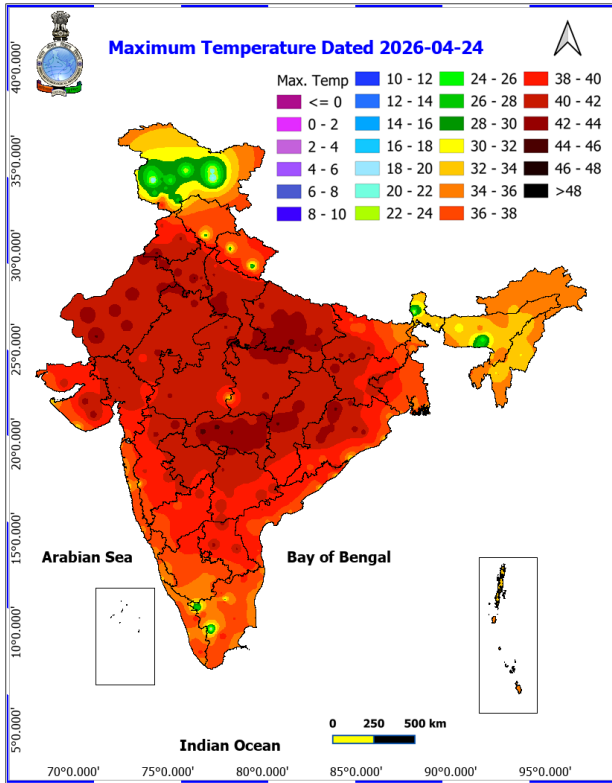 Maximum Temperature Dated 2026-04-24
Max. Temp
<= 0
0 - 2
2 - 4
4 - 6
6 - 8
8 - 10
10 - 12
12 - 14
14 - 16
16 - 18
18 - 20
20 - 22
22 - 24
24 - 26
26 - 28
28 - 30
30 - 32
32 - 34
34 - 36
36 - 38
38 - 40
40 - 42
42 - 44
44 - 46
46 - 48
>48
40°0.000'
35°0.000'
30°0.000'
25°0.000'
20°0.000'
15°0.000'
10°0.000'
5°0.000'
Arabian Sea
Bay of Bengal
Indian Ocean
0 250 500 km
70°0.000' 75°0.000' 80°0.000' 85°0.000' 90°0.000' 95°0.000'